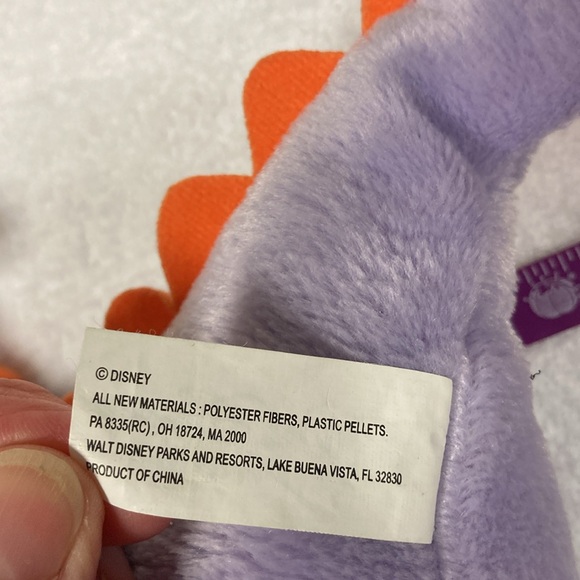 © DISNEY
ALL NEW MATERIALS : POLYESTER FIBERS, PLASTIC PELLETS.
PA 8335(RC) , OH 18724, MA 2000
WALT DISNEY PARKS AND RESORTS, LAKE BUENA VISTA, FL 32830
PRODUCT OF CHINA